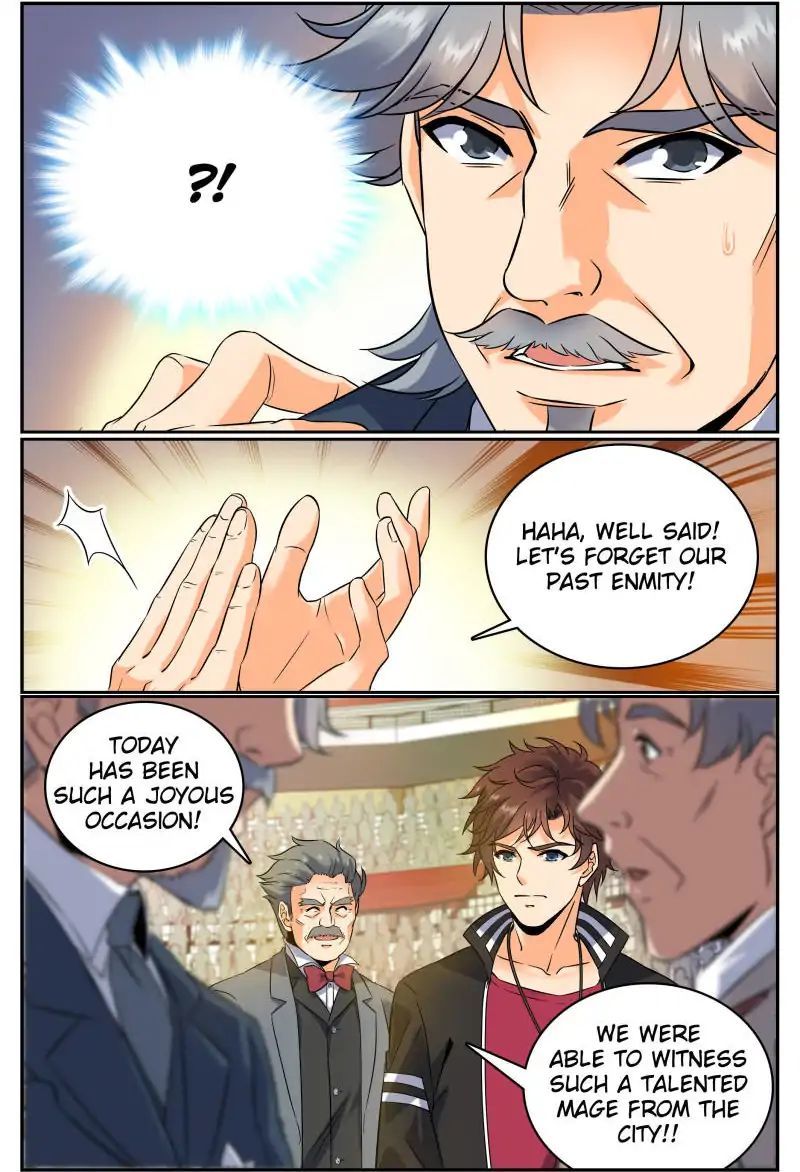 ?!
HAHA, WELL SAID!
LET'S FORGET OUR
PAST ENMITY!
TODAY
HAS BEEN
SUCH A JOYOUS
OCCASION!
WE WERE
ABLE TO WITNESS
SUCH A TALENTED
MAGE FROM THE
CITY!!